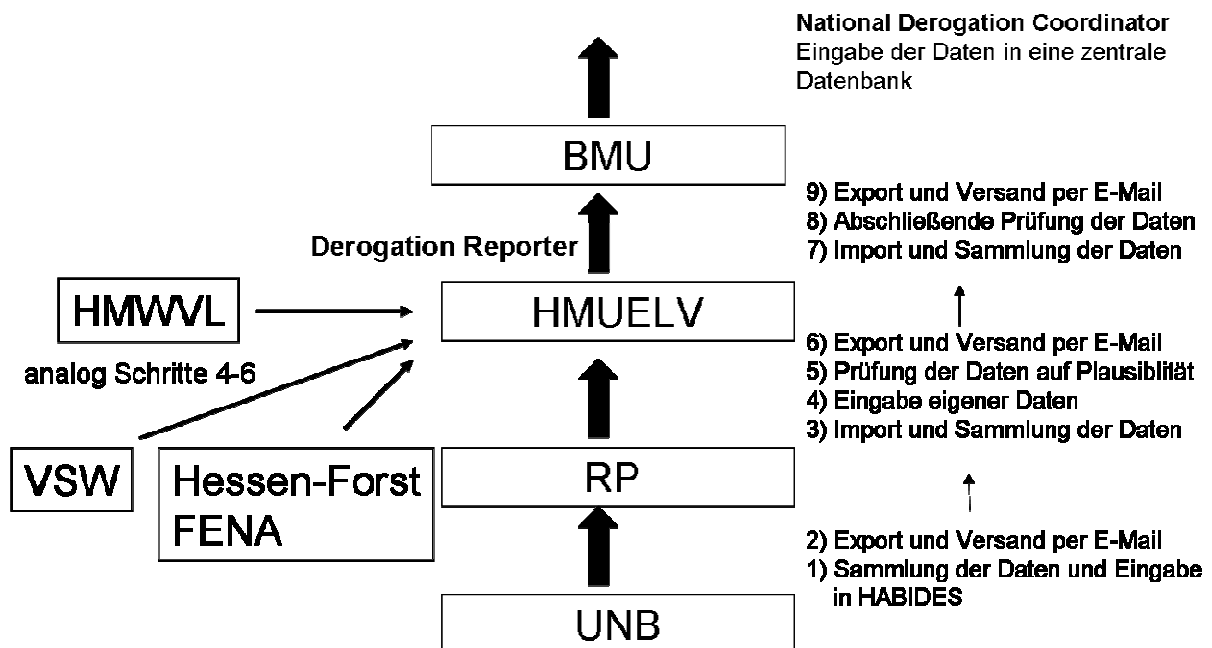 National Derogation Coordinator
Eingabe der Daten in eine zentrale
Datenbank
BMU
9) Export und Versand per E-Mail
8) Abschließende Prüfung der Daten
7) Import und Sammlung der Daten
Derogation Reporter
HMWVL
HMUELV
analog Schritte 4-6
6) Export und Versand per E-Mail
5) Prüfung der Daten auf Plausiblität
4) Eingabe eigener Daten
3) Import und Sammlung der Daten
VSW
Hessen-Forst
FENA
RP
2) Export und Versand per E-Mail
1) Sammlung der Daten und Eingabe
in HABIDES
UNB